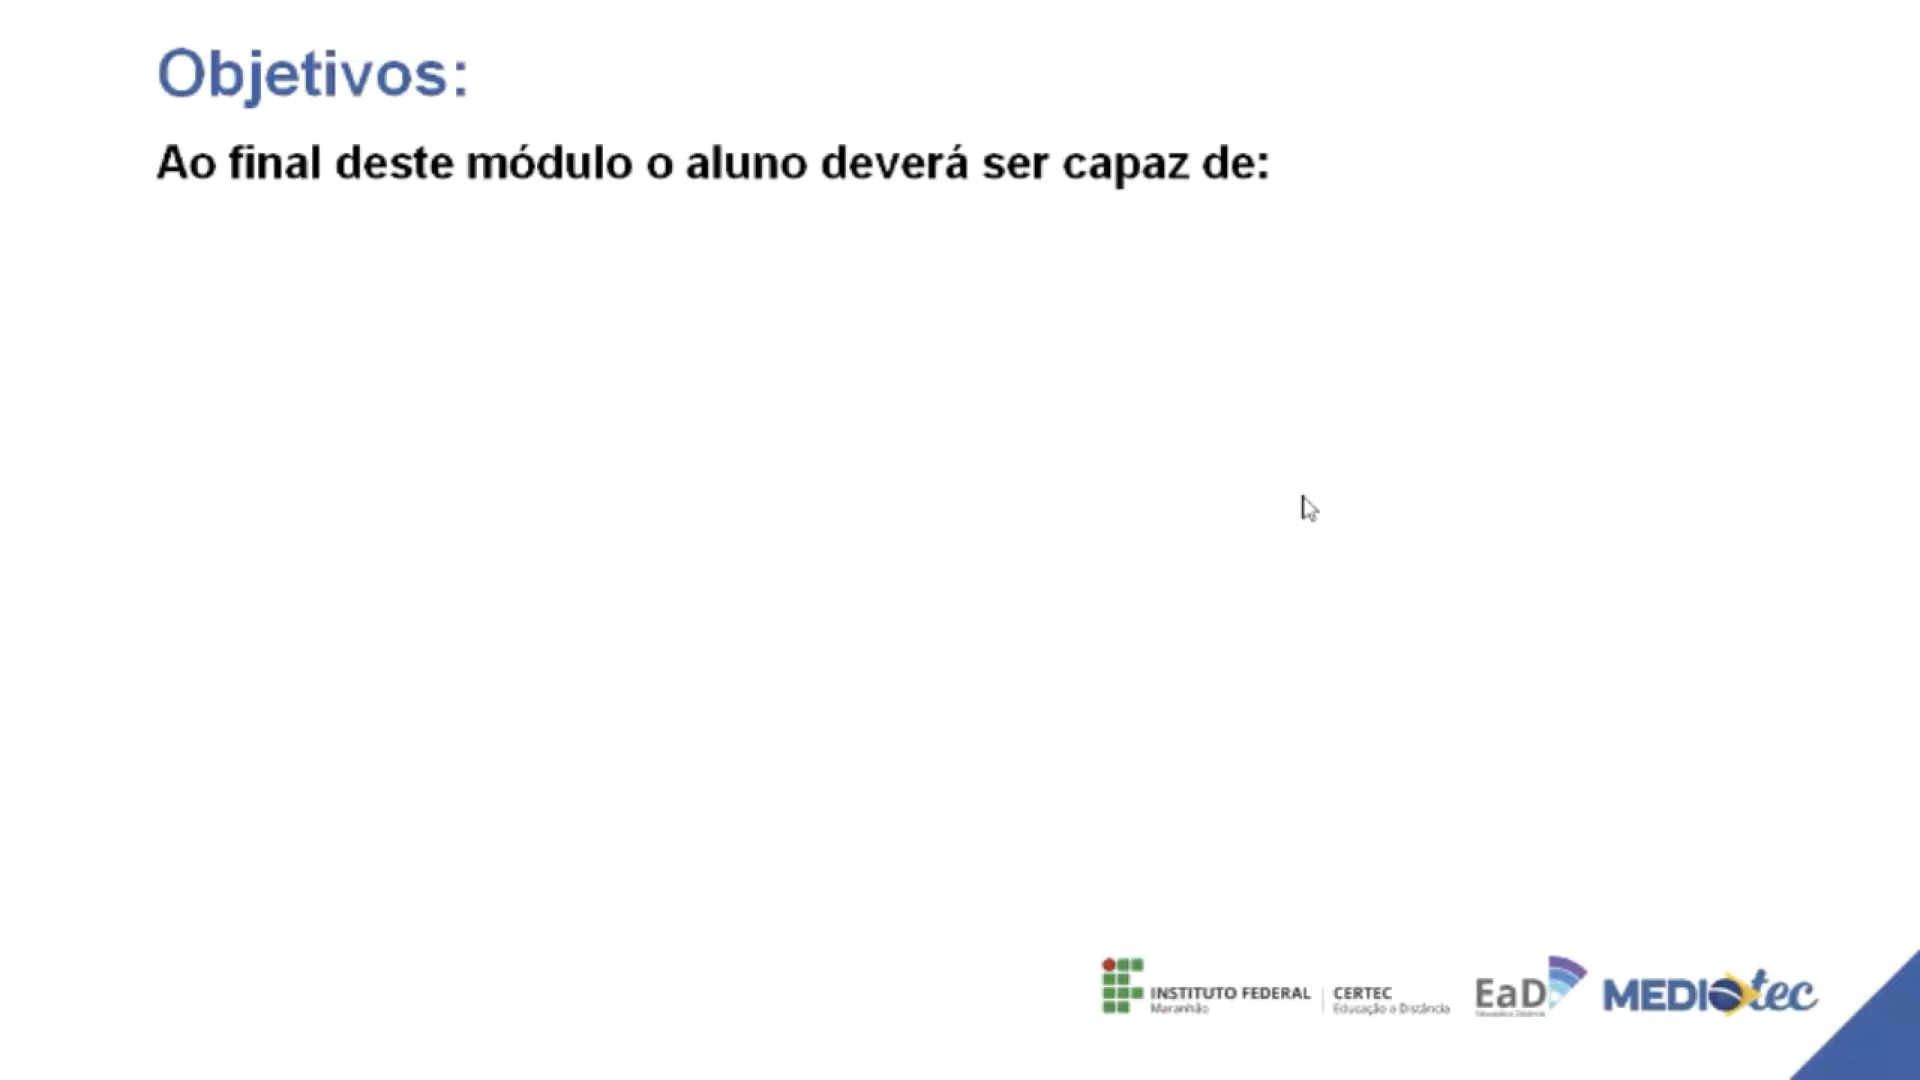 Objetivos:
Ao final deste módulo o aluno deverá ser capaz de:
INSTITUTO FEDERAL
Maranhão
CERTEC
Educação a Distância
EaD
MEDIOtec